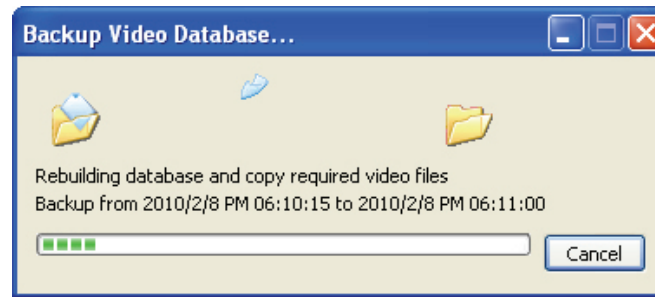 Backup Video Database...
Rebuilding database and copy required video files
Backup from 2010/2/8 PM 06:10:15 to 2010/2/8 PM 06:11:00
Cancel